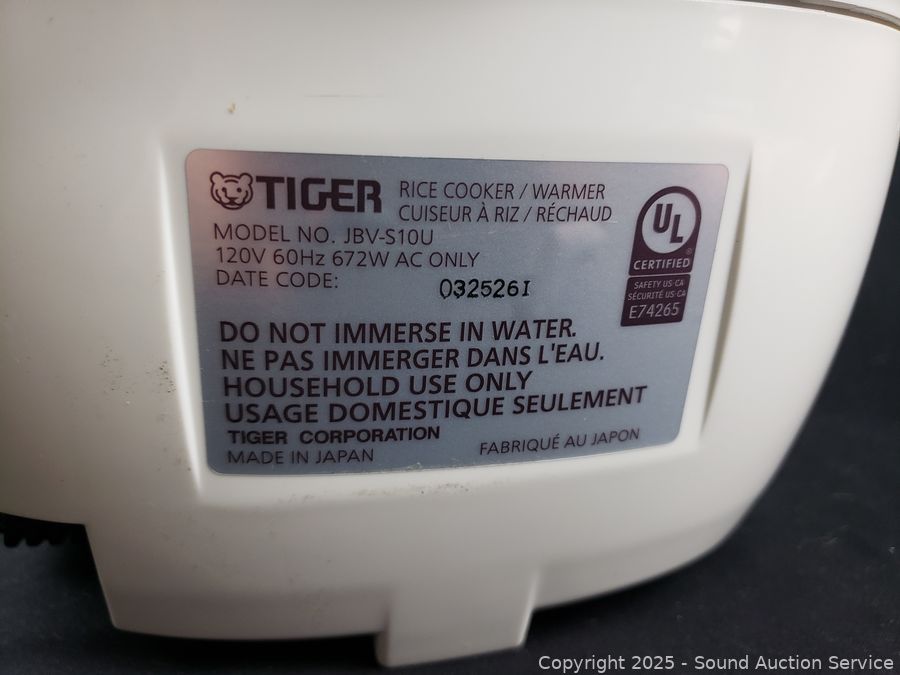 TIGER RICE COOKER / WARMER
CUISEUR À RIZ / RÉCHAUD
MODEL NO. JBV-S10U
120V 60Hz 672W AC ONLY
DATE CODE: 032526I
UL
®
CERTIFIED
SAFETY US·CA
SÉCURITÉ US·CA
E74265
DO NOT IMMERSE IN WATER.
NE PAS IMMERGER DANS L'EAU.
HOUSEHOLD USE ONLY
USAGE DOMESTIQUE SEULEMENT
TIGER CORPORATION
MADE IN JAPAN FABRIQUÉ AU JAPON
Copyright © 2025 - Sound Auction Service